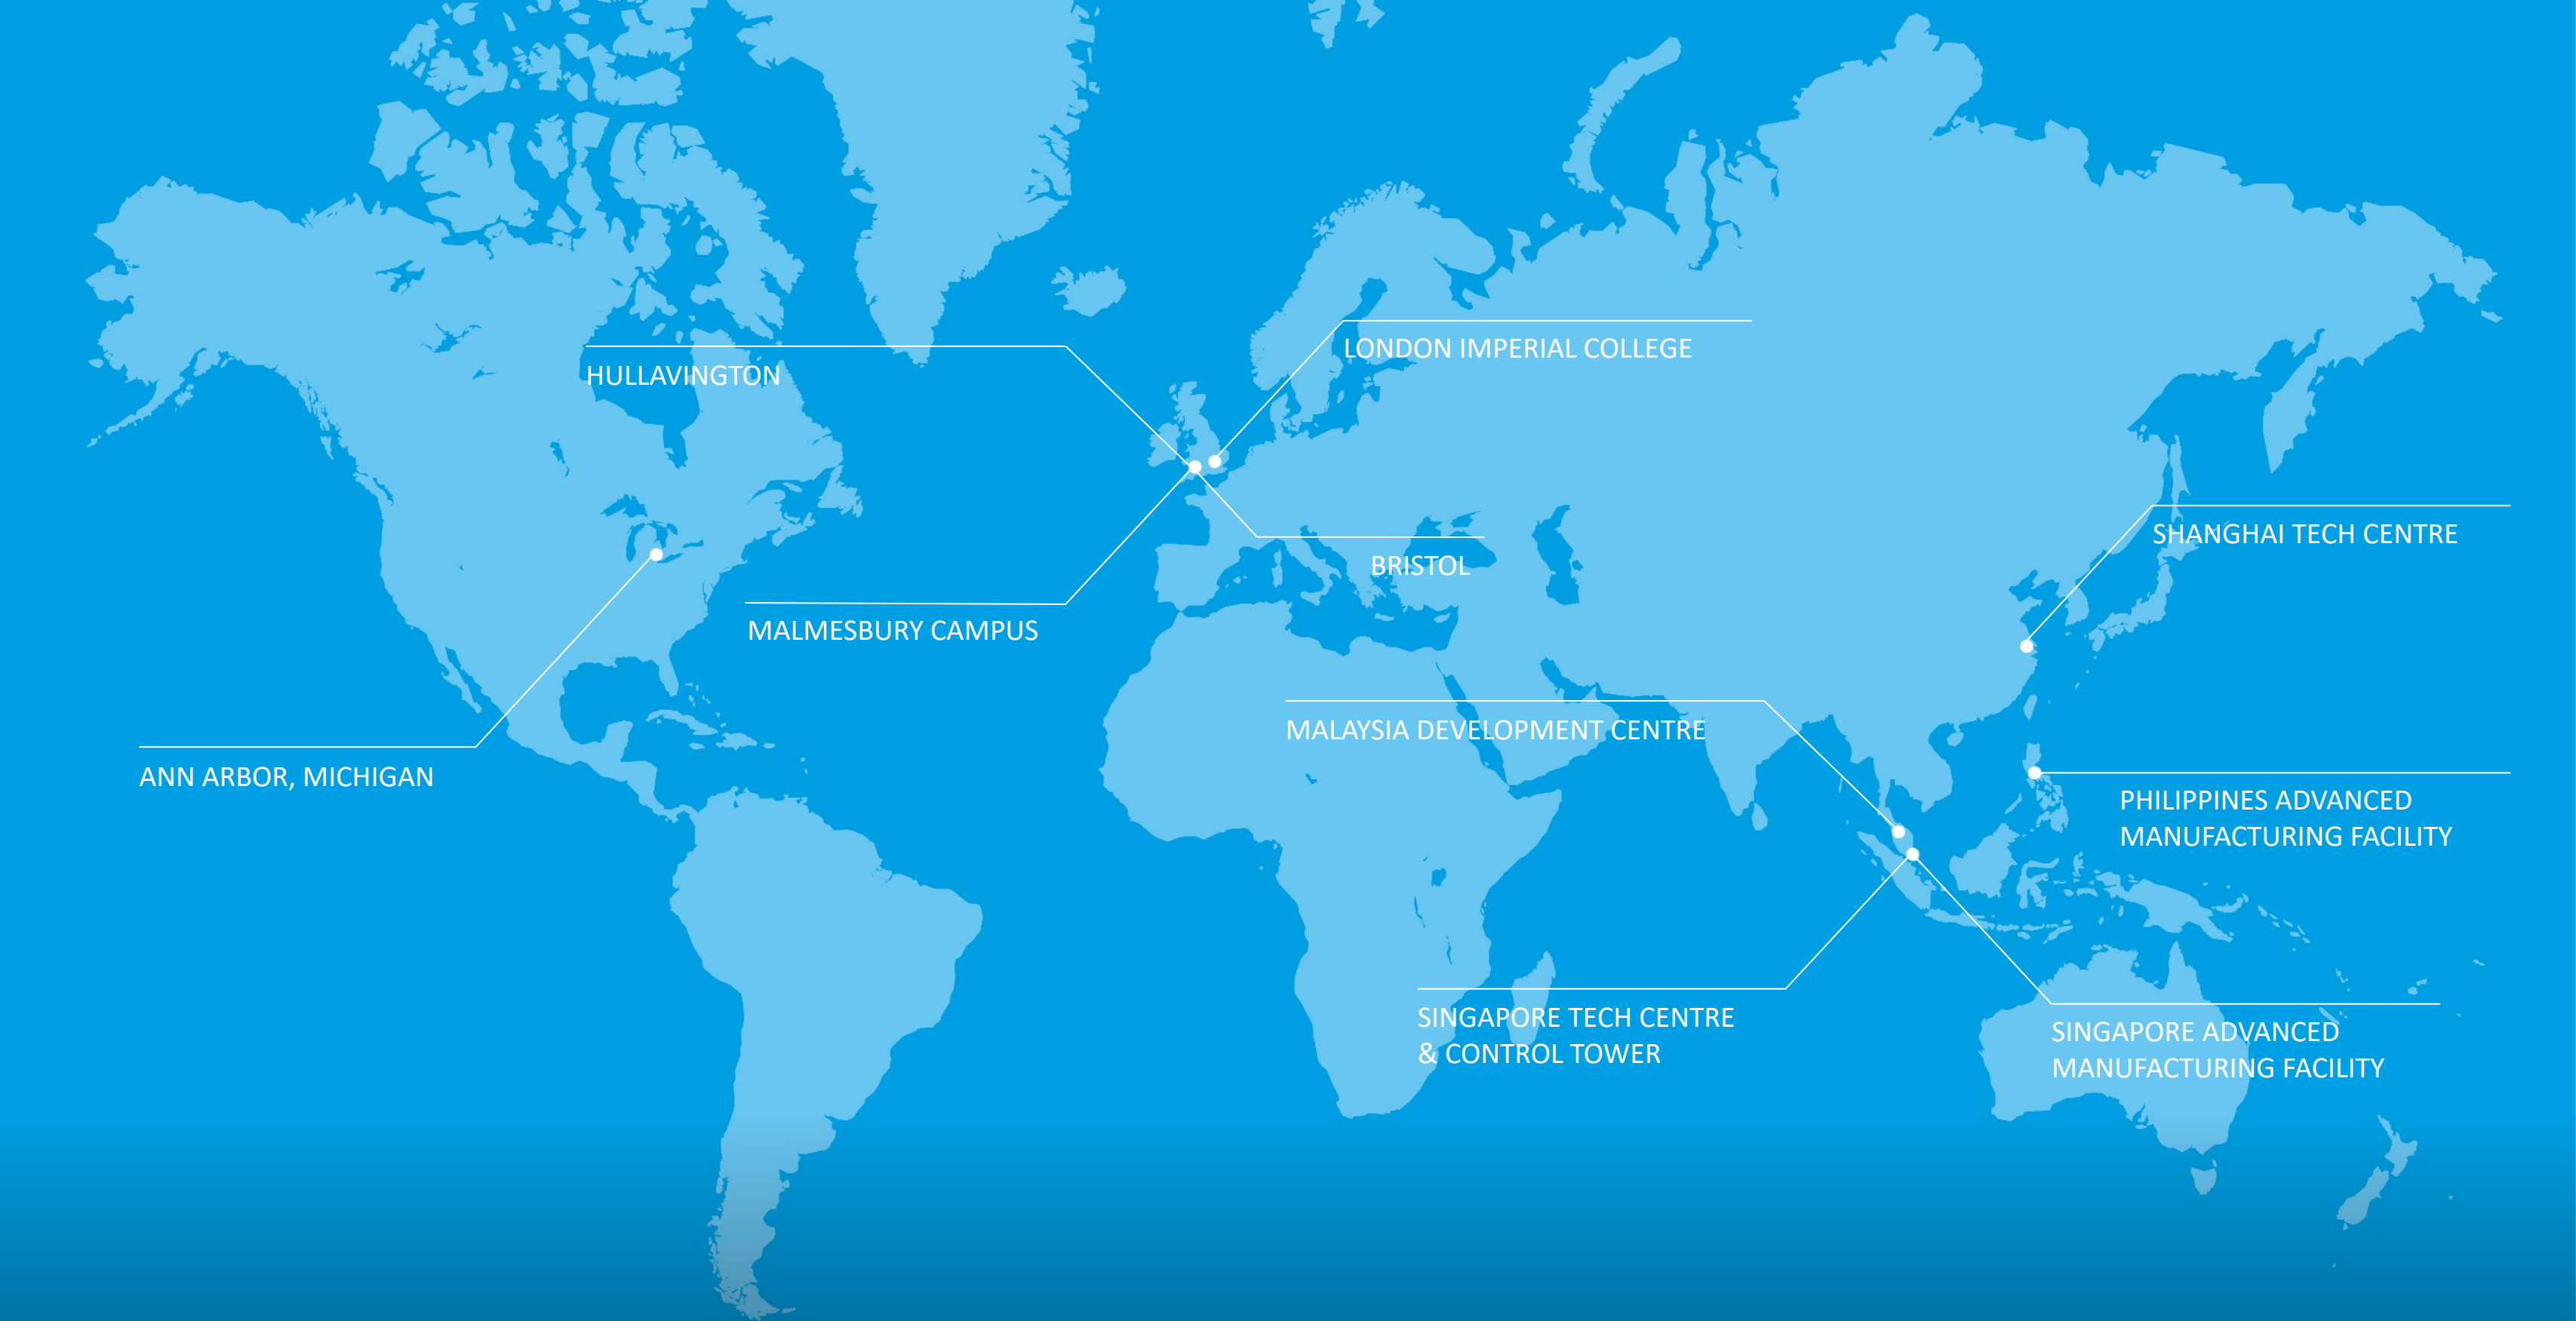 LONDON IMPERIAL COLLEGE
HULLAVINGTON
SHANGHAI TECH CENTRE
BRISTOL
MALMESBURY CAMPUS
MALAYSIA DEVELOPMENT CENTRE
ANN ARBOR, MICHIGAN
PHILIPPINES ADVANCED
MANUFACTURING FACILITY
SINGAPORE TECH CENTRE
& CONTROL TOWER
SINGAPORE ADVANCED
MANUFACTURING FACILITY